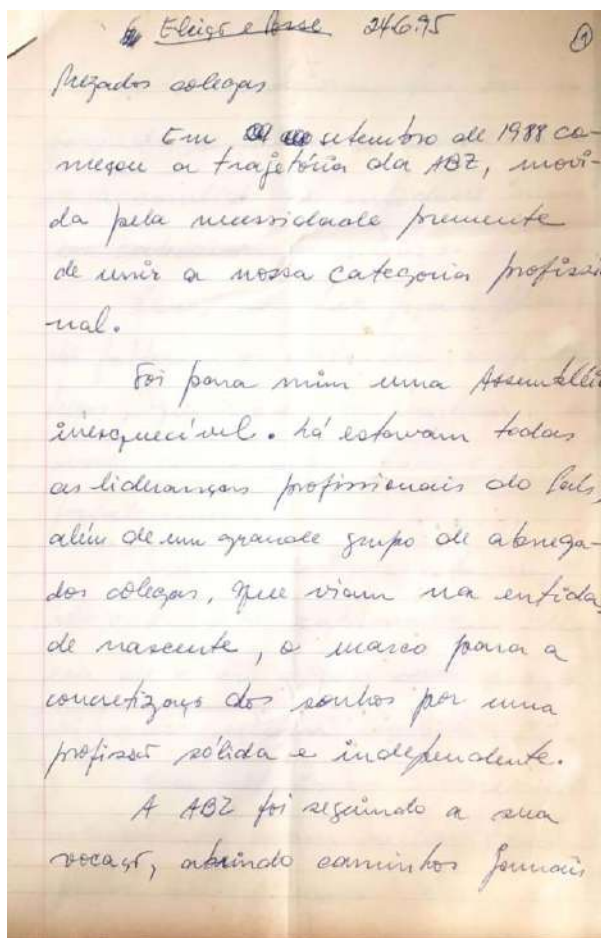 Eleição e Posse 24.6.95
1
Prezados colegas
Em setembro de 1988 co-
meçou a trajetória da ABZ, movi-
da pela necessidade premente
de unir a nossa categoria profissio
nal.
Foi para mim uma Assembléia
inesquecível. Lá estavam todas
as lideranças profissionais do País,
além de um grande grupo de abnega-
dos colegas, que viam na entida
de nascente, o marco para a
concretização dos sonhos por uma
profissão sólida e independente.
A ABZ foi seguindo a sua
vocação, abrindo caminhos jamais